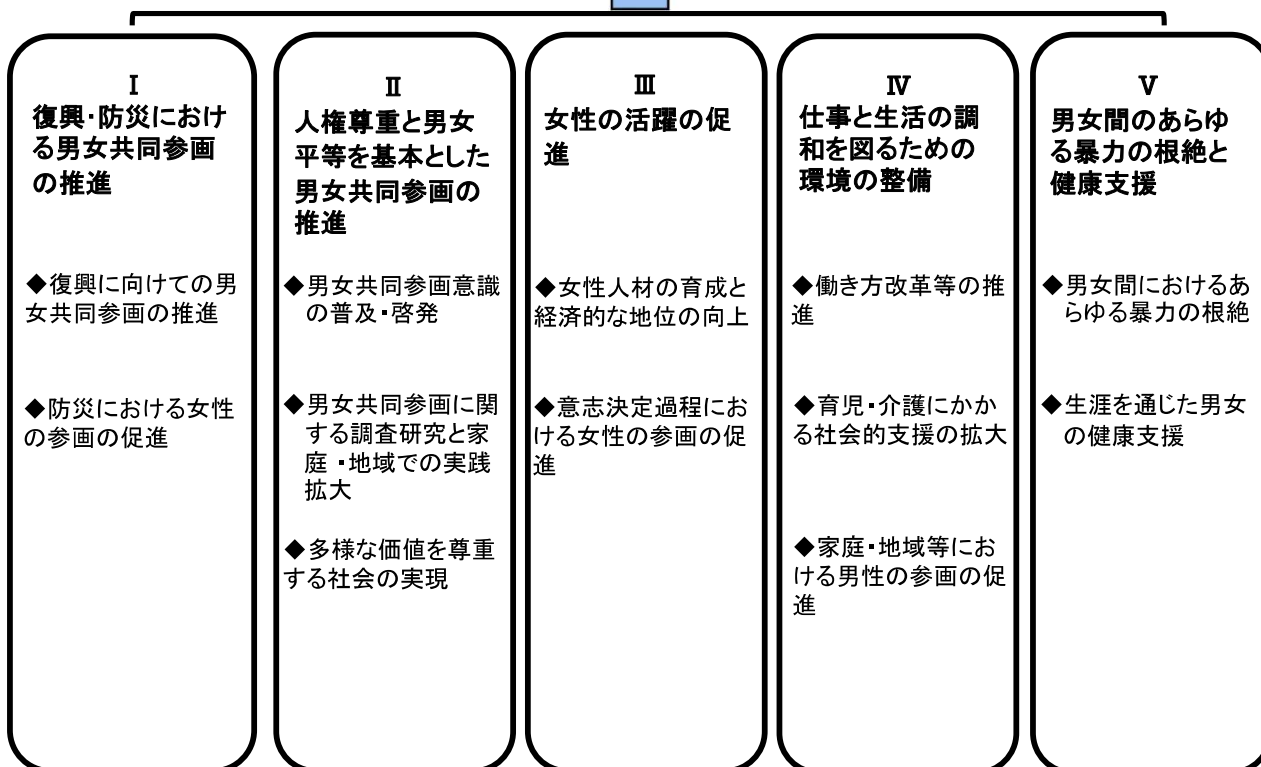 Ⅰ
復興・防災におけ
る男女共同参画
の推進
◆復興に向けての男
女共同参画の推進
◆防災における女性
の参画の促進
Ⅱ
人権尊重と男女
平等を基本とした
男女共同参画の
推進
◆男女共同参画意識
の普及・啓発
◆男女共同参画に関
する調査研究と家
庭・地域での実践
拡大
◆多様な価値を尊重
する社会の実現
Ⅲ
女性の活躍の促
進
◆女性人材の育成と
経済的な地位の向上
◆意志決定過程にお
ける女性の参画の促
進
Ⅳ
仕事と生活の調
和を図るための
環境の整備
◆働き方改革等の推
進
◆育児・介護にかか
る社会的支援の拡大
◆家庭・地域等にお
ける男性の参画の促
進
Ⅴ
男女間のあらゆ
る暴力の根絶と
健康支援
◆男女間におけるあ
らゆる暴力の根絶
◆生涯を通じた男女
の健康支援